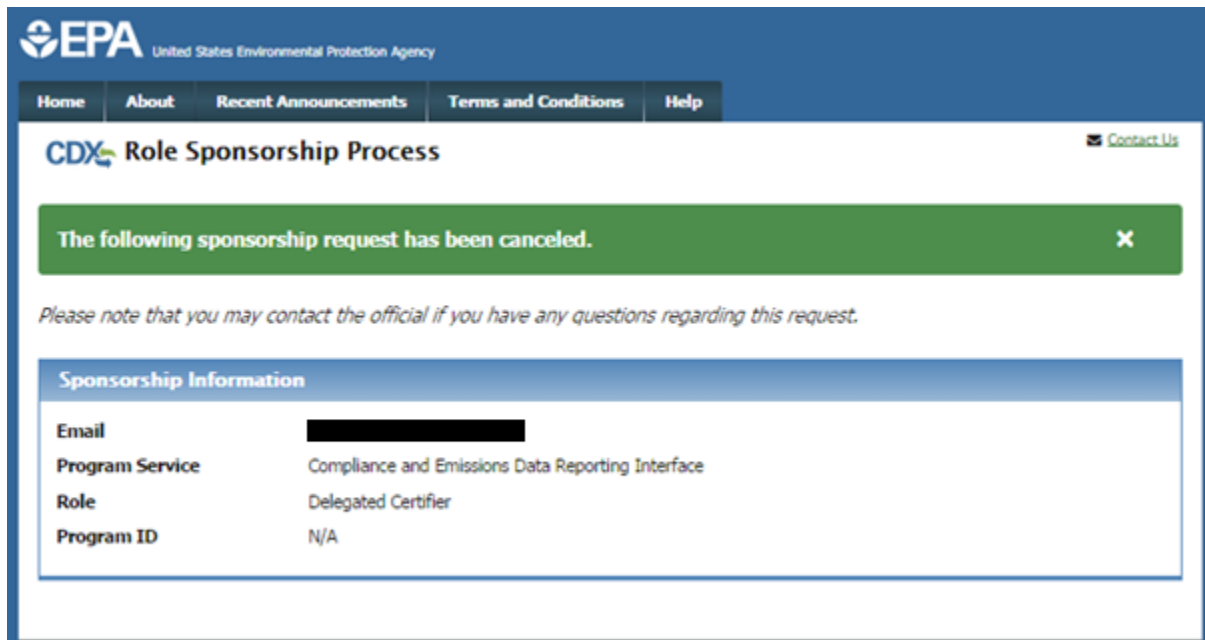 EPA United States Environmental Protection Agency
Home About Recent Announcements Terms and Conditions Help
CDX Role Sponsorship Process
Contact Us
The following sponsorship request has been canceled.
Please note that you may contact the official if you have any questions regarding this request.
Sponsorship Information
Email
Program Service Compliance and Emissions Data Reporting Interface
Role Delegated Certifier
Program ID N/A